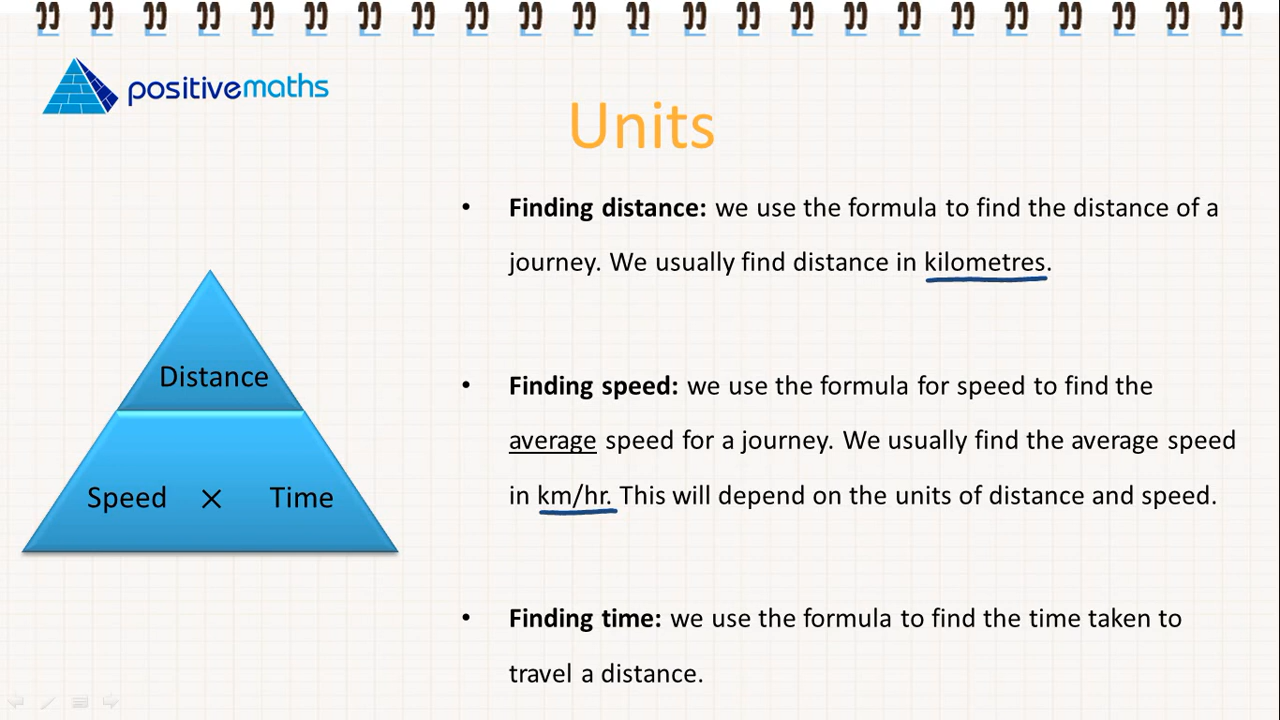 positivemaths
Units
• Finding distance: we use the formula to find the distance of a
journey. We usually find distance in kilometres.
Distance
Speed × Time
• Finding speed: we use the formula for speed to find the
average speed for a journey. We usually find the average speed
in km/hr. This will depend on the units of distance and speed.
• Finding time: we use the formula to find the time taken to
travel a distance.